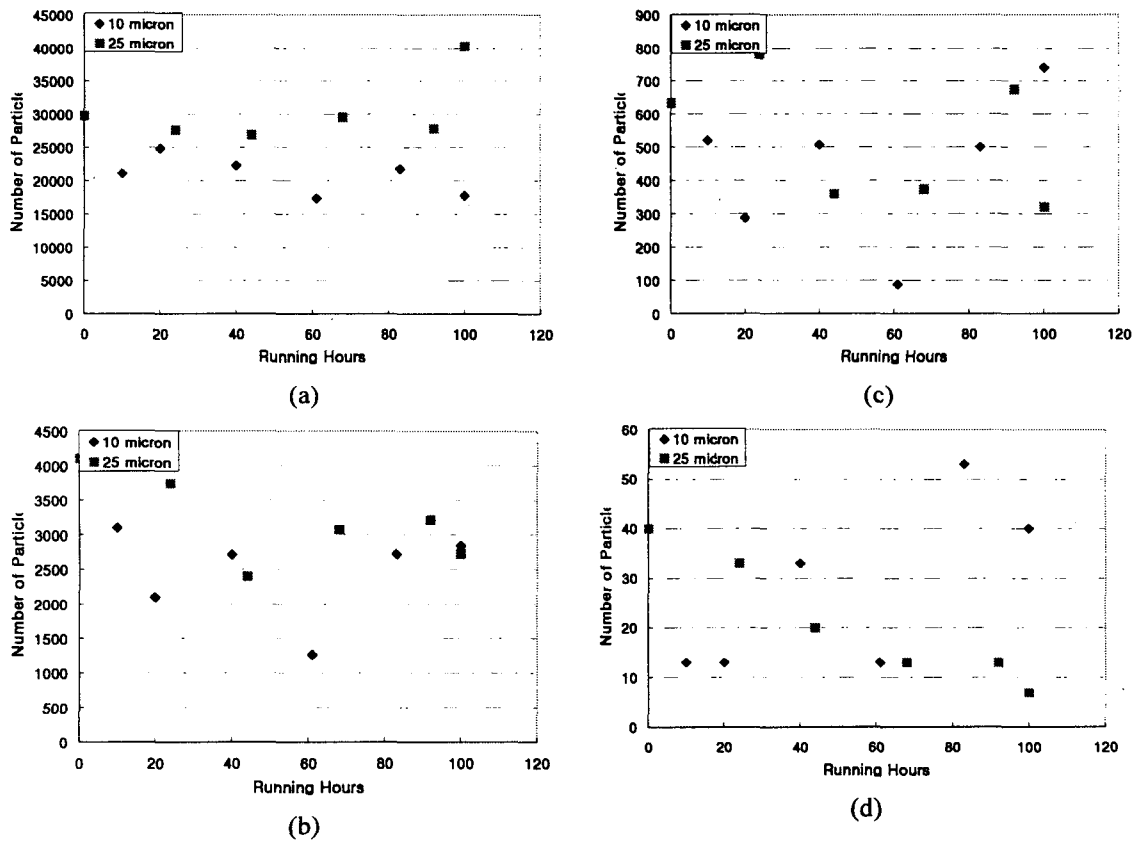 10 micron
25 micron
45000
40000
35000
30000
25000
20000
15000
10000
5000
0
Number of Particle
0 20 40 60 80 100 120
Running Hours
(a)
10 micron
25 micron
900
800
700
600
500
400
300
200
100
0
Number of Particle
0 20 40 60 80 100 120
Running Hours
(c)
10 micron
25 micron
4500
4000
3500
3000
2500
2000
1500
1000
500
0
Number of Particle
0 20 40 60 80 100 120
Running Hours
(b)
10 micron
25 micron
60
50
40
30
20
10
0
Number of Particle
0 20 40 60 80 100 120
Running Hours
(d)